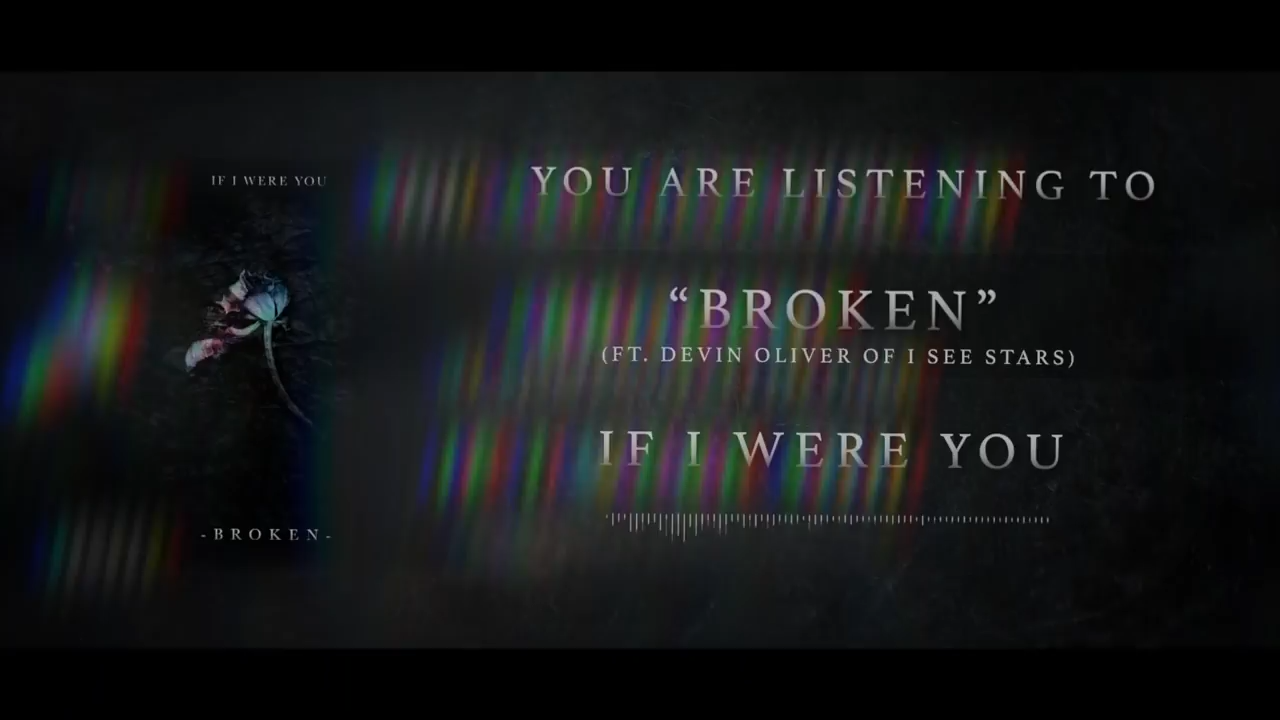 IF I WERE YOU
-BROKEN-
YOU ARE LISTENING TO
“BROKEN”
(FT. DEVIN OLIVER OF I SEE STARS)
IF I WERE YOU